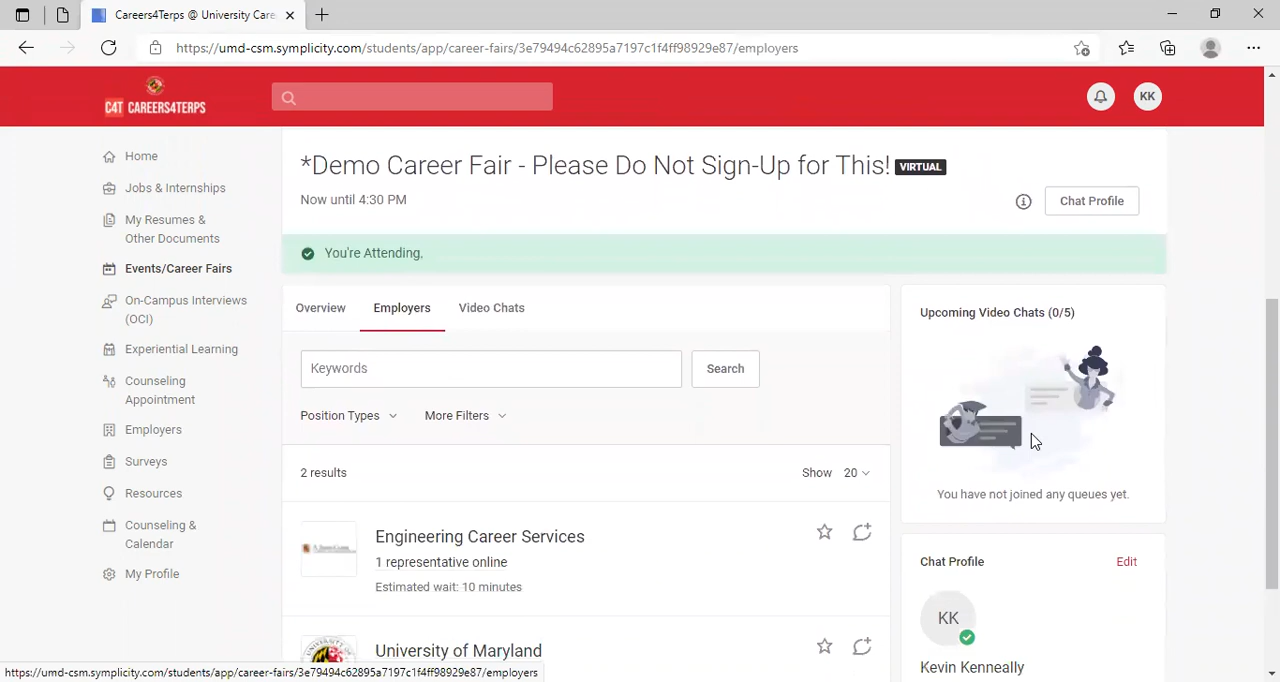 Careers4Terps @ University Care
https://umd-csm.symplicity.com/students/app/career-fairs/3e79494c62895a7197c1f4ff98929e87/employers
C4T CAREERS4TERPS
KK
Home
Jobs & Internships
My Resumes &
Other Documents
Events/Career Fairs
On-Campus Interviews
(OCI)
Experiential Learning
Counseling
Appointment
Employers
Surveys
Resources
Counseling &
Calendar
My Profile
*Demo Career Fair - Please Do Not Sign-Up for This! VIRTUAL
Now until 4:30 PM
Chat Profile
You're Attending.
Overview Employers Video Chats
Keywords
Search
Position Types More Filters
2 results
Show 20
Engineering Career Services
1 representative online
Estimated wait: 10 minutes
University of Maryland
Upcoming Video Chats (0/5)
You have not joined any queues yet.
Chat Profile
Edit
KK
Kevin Kenneally
https://umd-csm.symplicity.com/students/app/career-fairs/3e79494c62895a7197c1f4ff98929e87/employers